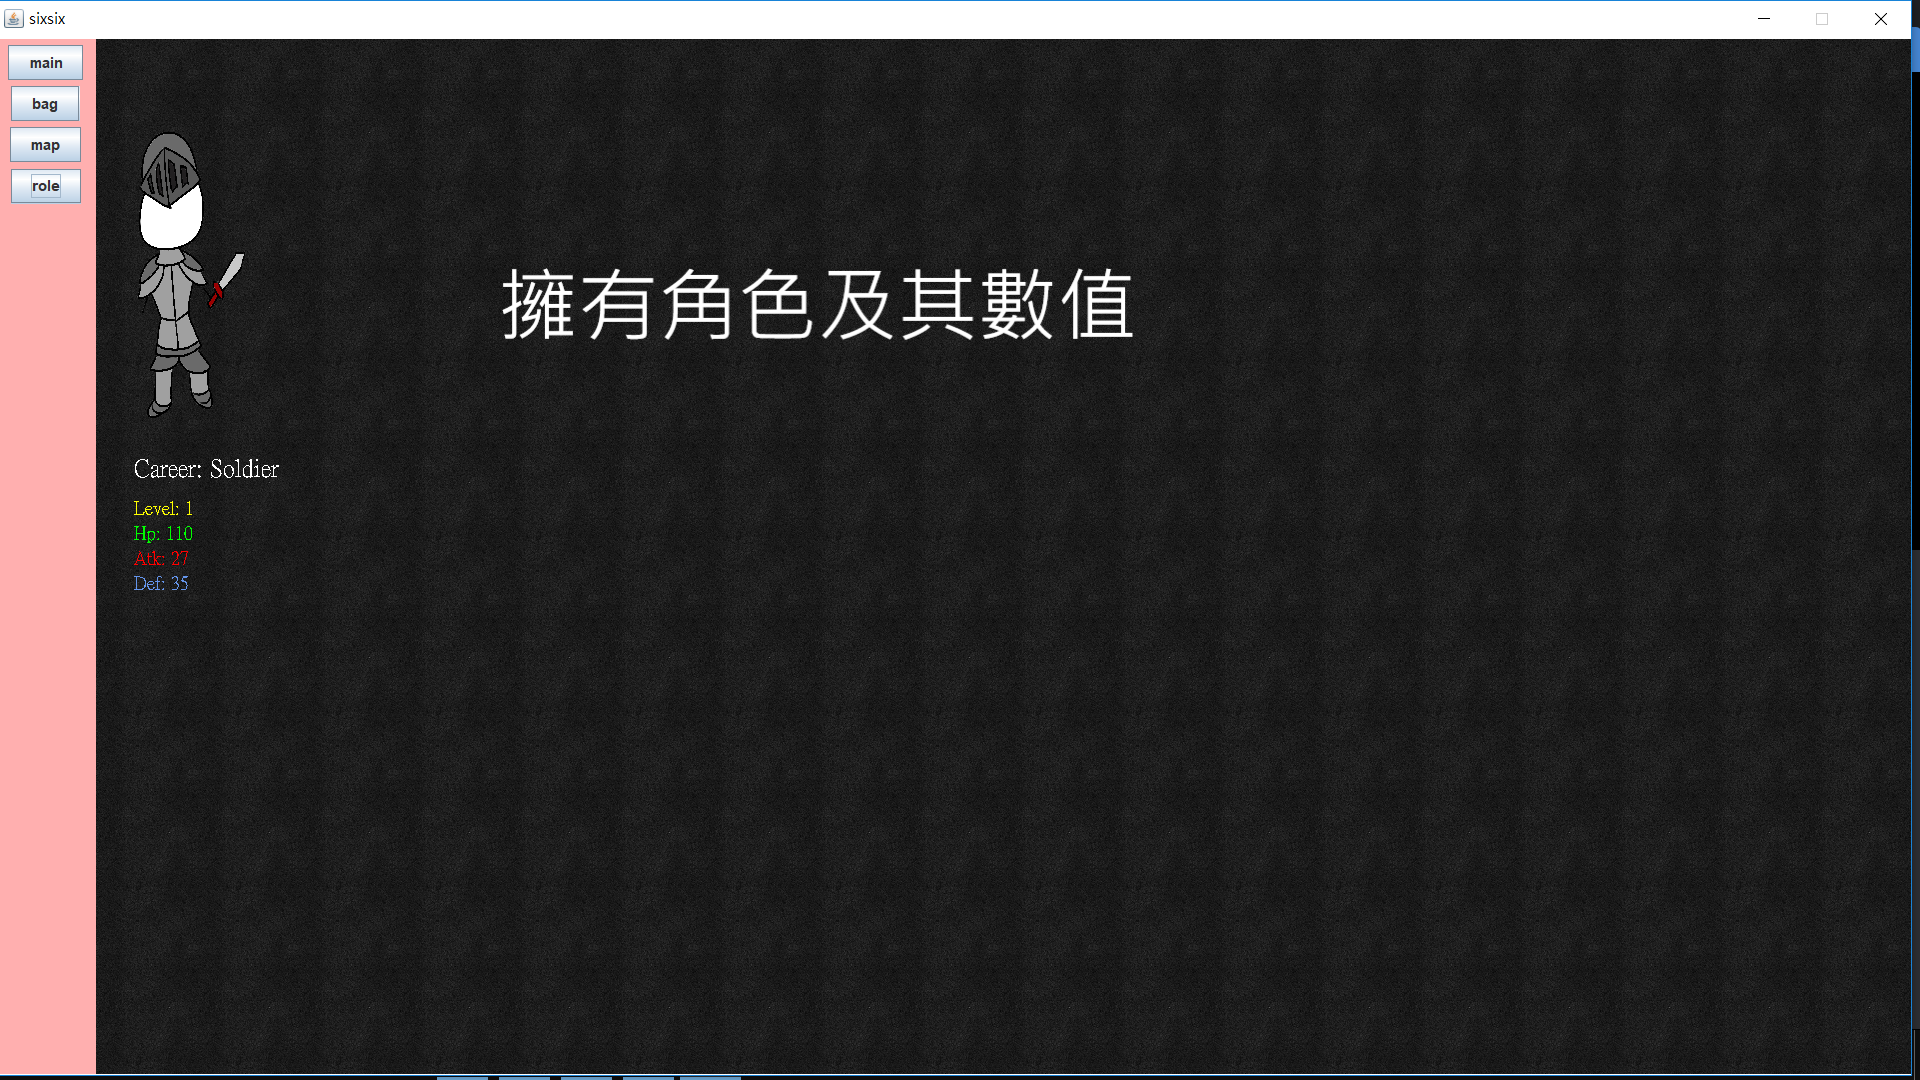 sixsix
main
bag
map
role
擁有角色及其數值
Career: Soldier
Level: 1
Hp: 110
Atk: 27
Def: 35